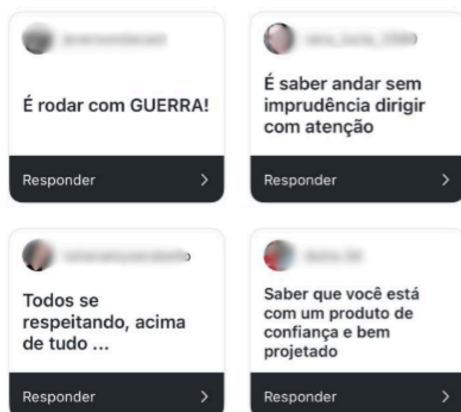 É rodar com GUERRA!
Responder
É saber andar sem
imprudência dirigir
com atenção
Responder
Todos se
respeitando, acima
de tudo ...
Responder
Saber que você está
com um produto de
confiança e bem
projetado
Responder